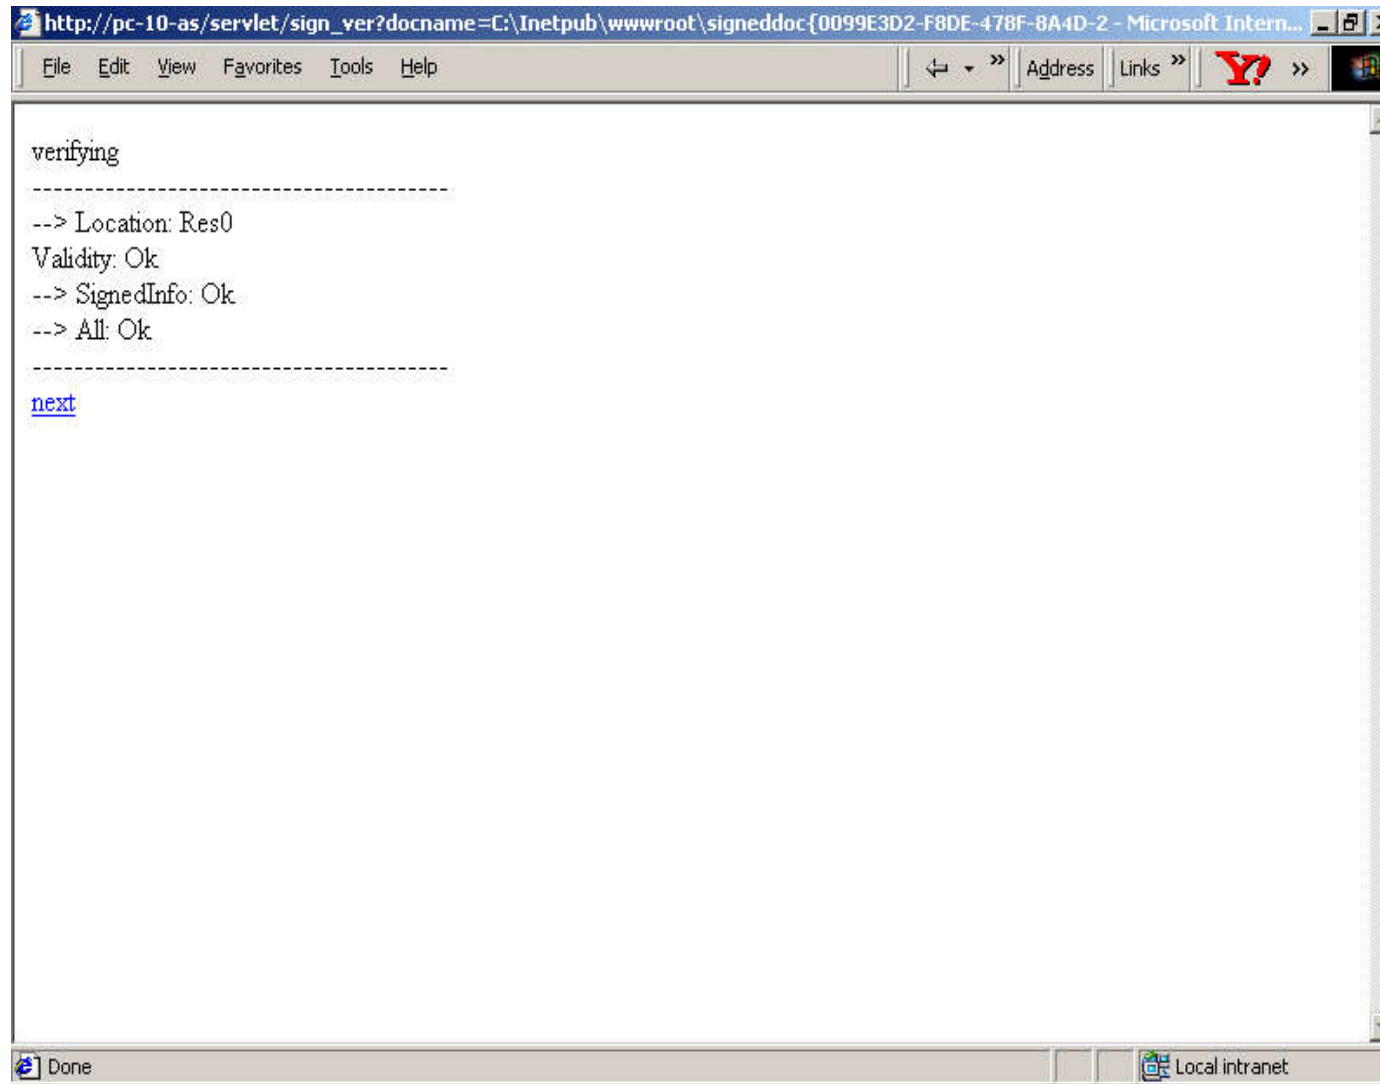 http://pc-10-as/servlet/sign_ver?docname=C:\Inetpub\wwwroot\signeddoc{0099E3D2-F8DE-478F-8A4D-2 - Microsoft Intern...
File Edit View Favorites Tools Help Address Links » Y! »
verifying
----------------------------------------
--> Location: Res0
Validity: Ok
--> SignedInfo: Ok
--> All: Ok
----------------------------------------
next
Done Local intranet